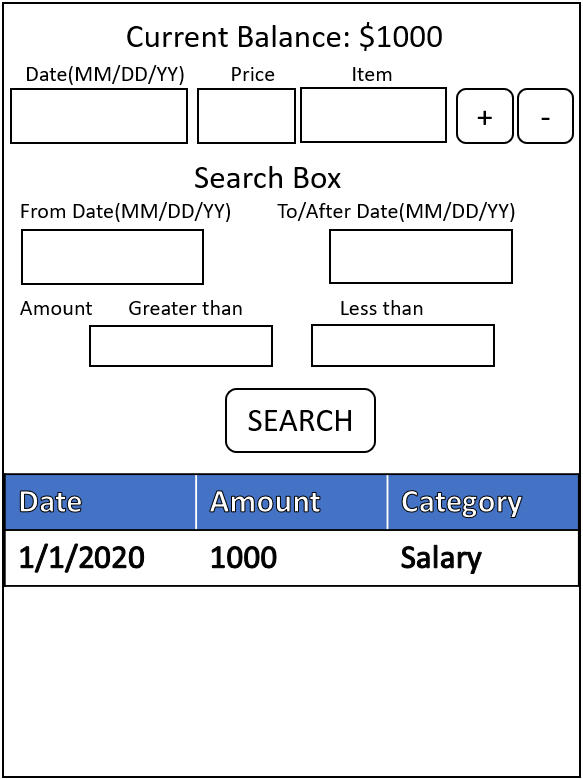 Current Balance: $1000
Date(MM/DD/YY) Price Item
+ -
Search Box
From Date(MM/DD/YY) To/After Date(MM/DD/YY)
Amount Greater than Less than
SEARCH
Date Amount Category
1/1/2020 1000 Salary